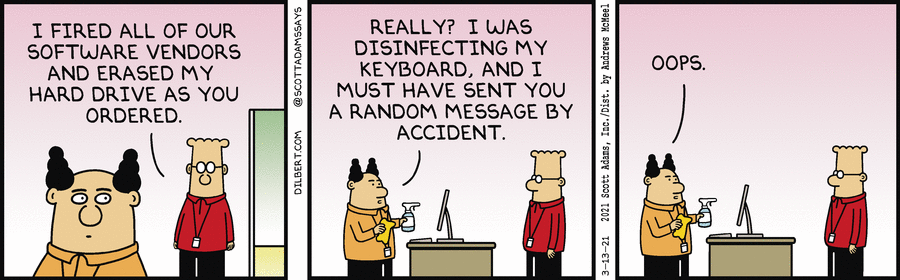 I FIRED ALL OF OUR
SOFTWARE VENDORS
AND ERASED MY
HARD DRIVE AS YOU
ORDERED.
DILBERT.COM @SCOTTADAMSSAYS
REALLY? I WAS
DISINFECTING MY
KEYBOARD, AND I
MUST HAVE SENT YOU
A RANDOM MESSAGE BY
ACCIDENT.
3-13-21 2021 Scott Adams, Inc./Dist. by Andrews McMeel
OOPS.